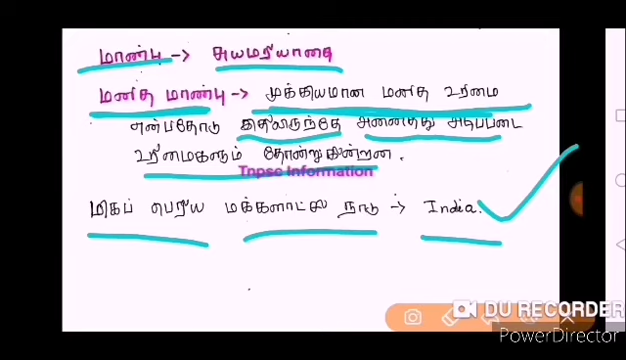 மாண்பு -> சுயமரியாதை
மனித மாண்பு -> முக்கியமான மனித உரிமை
என்பதோடு இதிலிருந்தே அனைத்து அடிப்படை
உரிமைகளும் தோன்றுகின்றன.
Tnpsc Information
மிகப் பெரிய மக்களாட்சி நாடு -> India.
DU RECORDER
PowerDirector